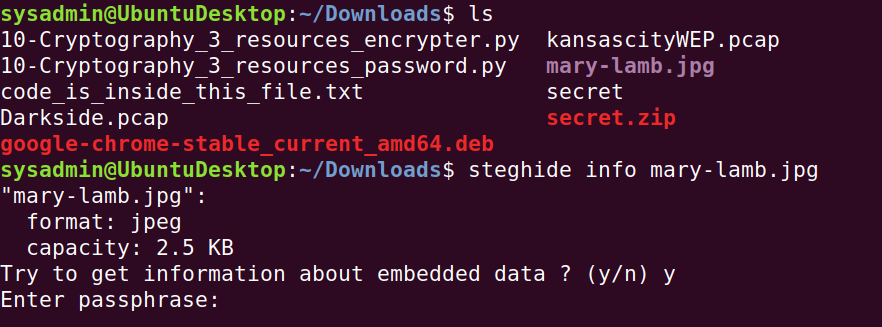 sysadmin@UbuntuDesktop:~/Downloads$ ls
10-Cryptography_3_resources_encrypter.py  kansascityWEP.pcap
10-Cryptography_3_resources_password.py   mary-lamb.jpg
code_is_inside_this_file.txt              secret
Darkside.pcap                             secret.zip
google-chrome-stable_current_amd64.deb
sysadmin@UbuntuDesktop:~/Downloads$ steghide info mary-lamb.jpg
"mary-lamb.jpg":
  format: jpeg
  capacity: 2.5 KB
Try to get information about embedded data ? (y/n) y
Enter passphrase: